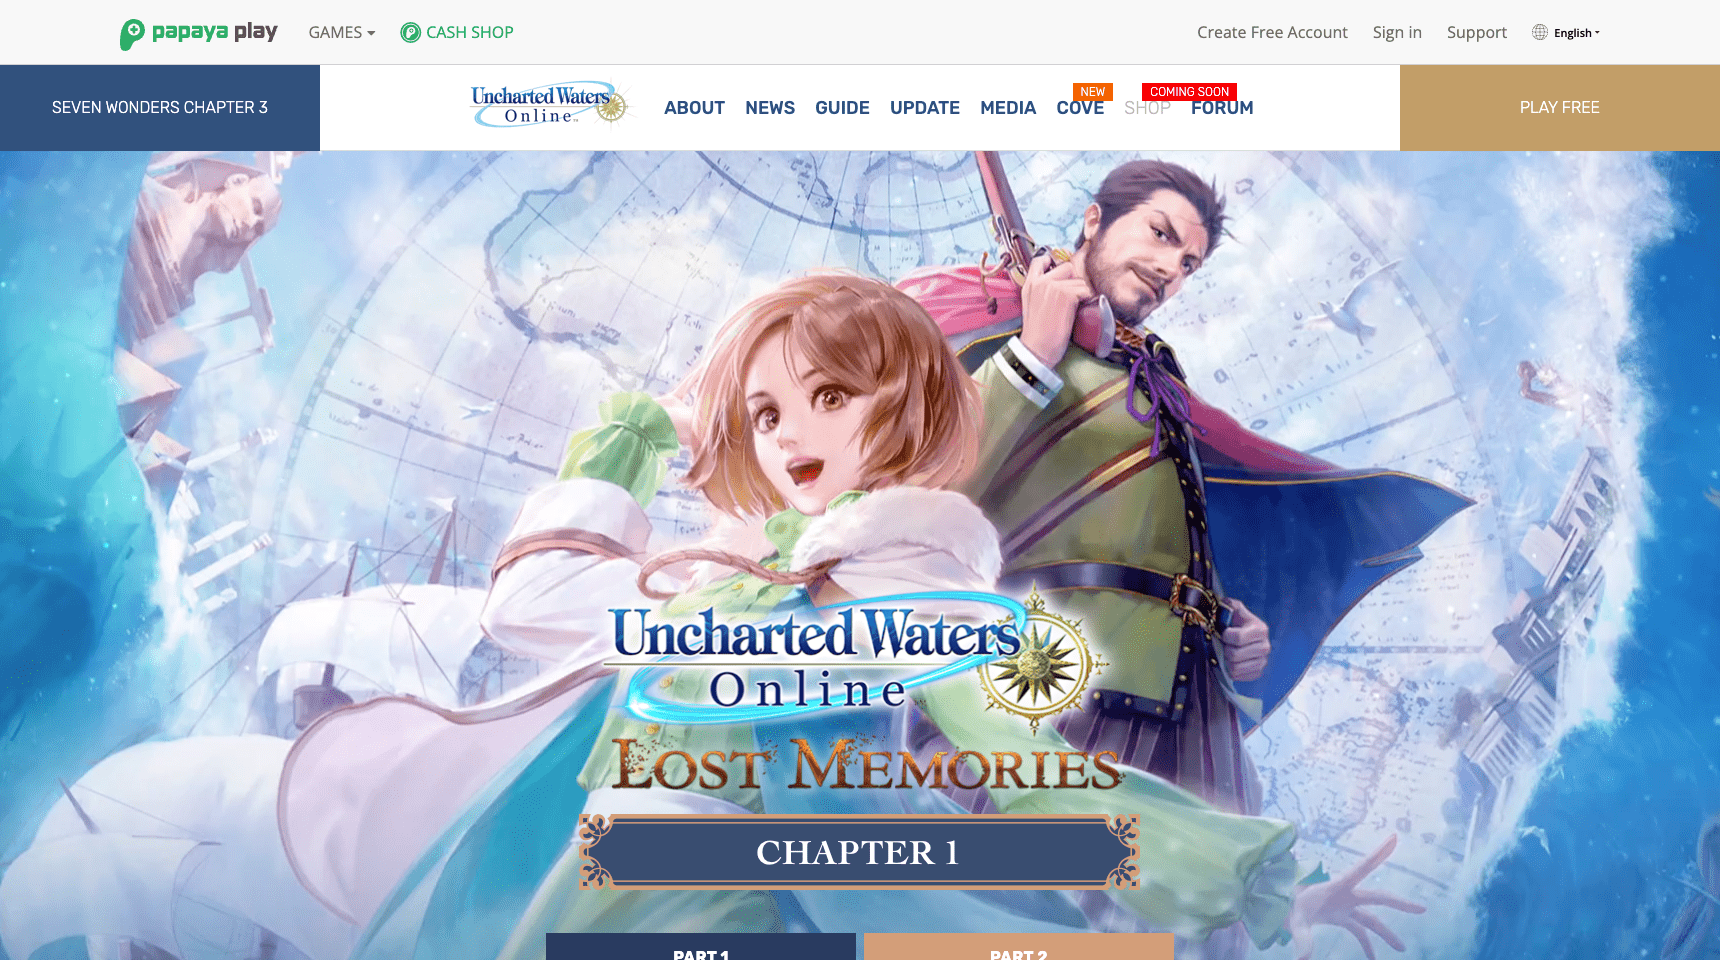 papaya play
GAMES
CASH SHOP
Create Free Account
Sign in
Support
English
SEVEN WONDERS CHAPTER 3
Uncharted Waters
Online
ABOUT
NEWS
GUIDE
UPDATE
MEDIA
NEW
COVE
COMING SOON
SHOP
FORUM
PLAY FREE
Uncharted Waters
Online
LOST MEMORIES
CHAPTER 1
PART 1
PART 2